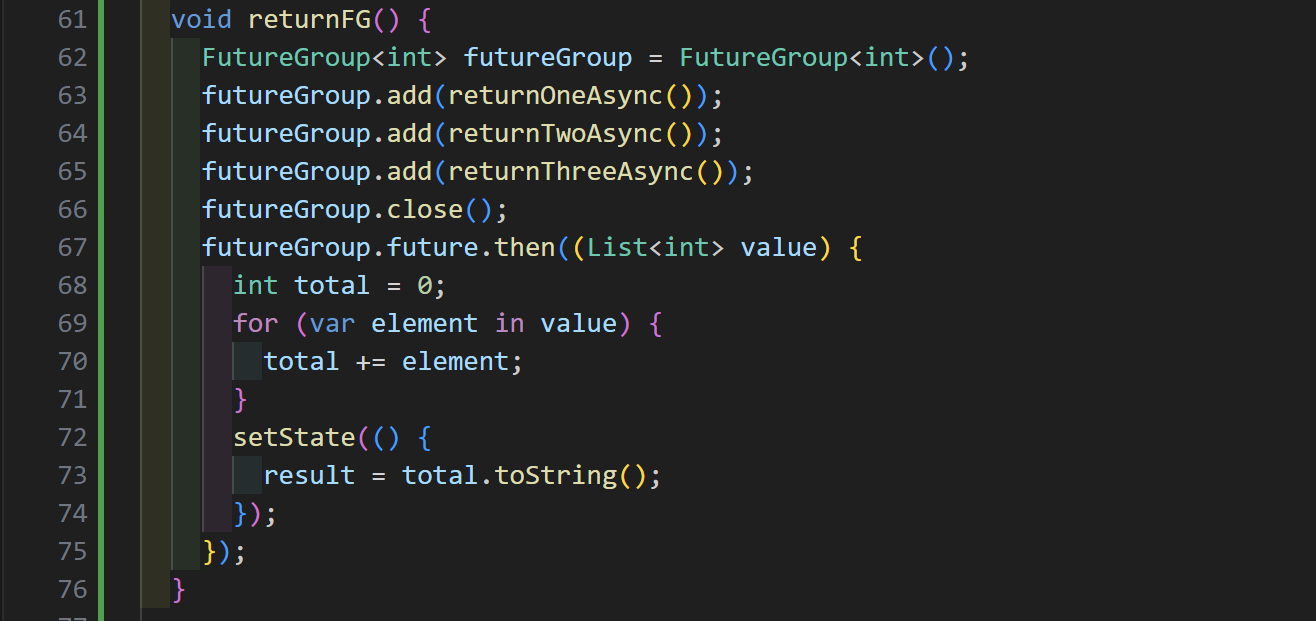 61 void returnFG() {
62 FutureGroup<int> futureGroup = FutureGroup<int>();
63 futureGroup.add(returnOneAsync());
64 futureGroup.add(returnTwoAsync());
65 futureGroup.add(returnThreeAsync());
66 futureGroup.close();
67 futureGroup.future.then((List<int> value) {
68 int total = 0;
69 for (var element in value) {
70 total += element;
71 }
72 setState(() {
73 result = total.toString();
74 });
75 });
76 }